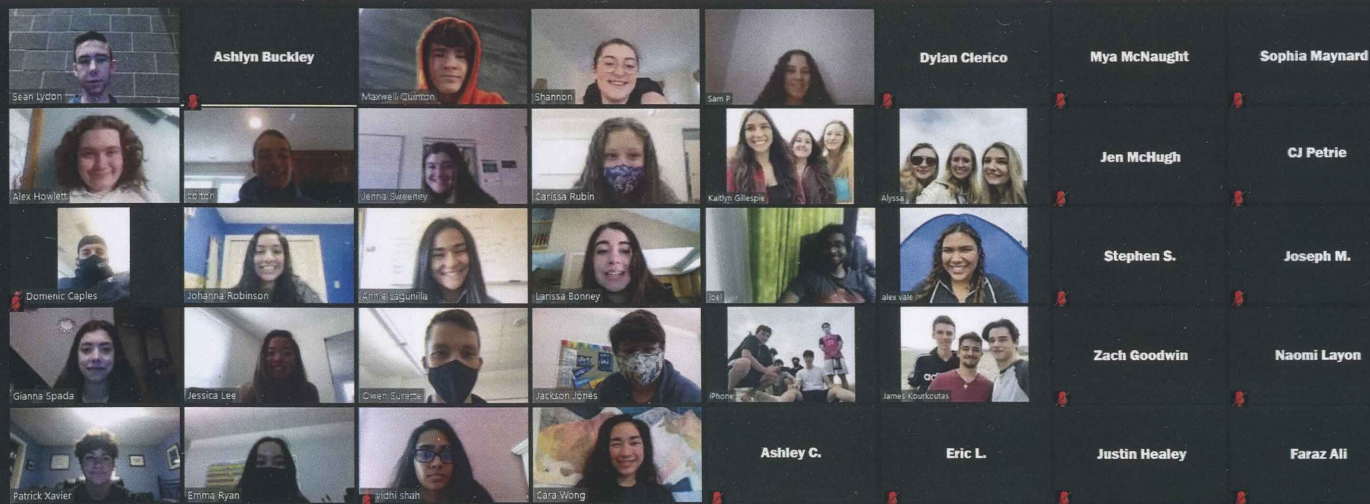 Sean Lydon
Ashlyn Buckley
Maxwell Quinton
Shannon
Sam P
Dylan Clerico
Mya McNaught
Sophia Maynard
Alex Howlett
colton
Jenna Sweeney
Carissa Rubin
Kaitlyn Gillespie
Alyssa
Jen McHugh
CJ Petrie
Domenic Caples
Johanna Robinson
Annie Lagunilla
Larissa Bonney
Joel
alex vale
Stephen S.
Joseph M.
Gianna Spada
Jessica Lee
Owen Surette
Jackson Jones
iPhone
James Kourkoutas
Zach Goodwin
Naomi Layon
Patrick Xavier
Emma Ryan
vidhi shah
Cara Wong
Ashley C.
Eric L.
Justin Healey
Faraz Ali